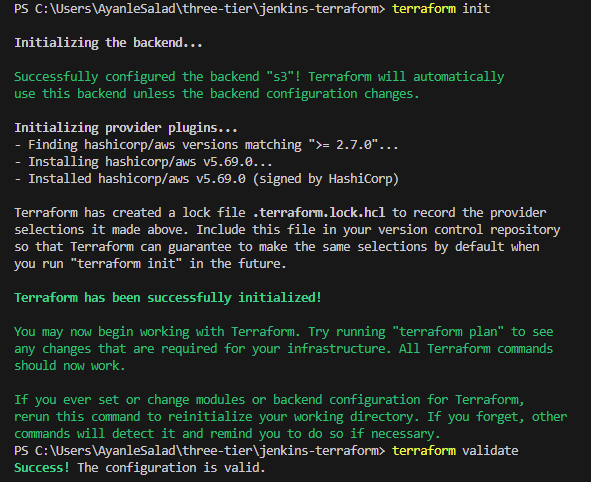 PS C:\Users\AyanleSalad\three-tier\jenkins-terraform> terraform init
Initializing the backend...
Successfully configured the backend "s3"! Terraform will automatically
use this backend unless the backend configuration changes.
Initializing provider plugins...
- Finding hashicorp/aws versions matching ">= 2.7.0"...
- Installing hashicorp/aws v5.69.0...
- Installed hashicorp/aws v5.69.0 (signed by HashiCorp)
Terraform has created a lock file .terraform.lock.hcl to record the provider
selections it made above. Include this file in your version control repository
so that Terraform can guarantee to make the same selections by default when
you run "terraform init" in the future.
Terraform has been successfully initialized!
You may now begin working with Terraform. Try running "terraform plan" to see
any changes that are required for your infrastructure. All Terraform commands
should now work.
If you ever set or change modules or backend configuration for Terraform,
rerun this command to reinitialize your working directory. If you forget, other
commands will detect it and remind you to do so if necessary.
PS C:\Users\AyanleSalad\three-tier\jenkins-terraform> terraform validate
Success! The configuration is valid.